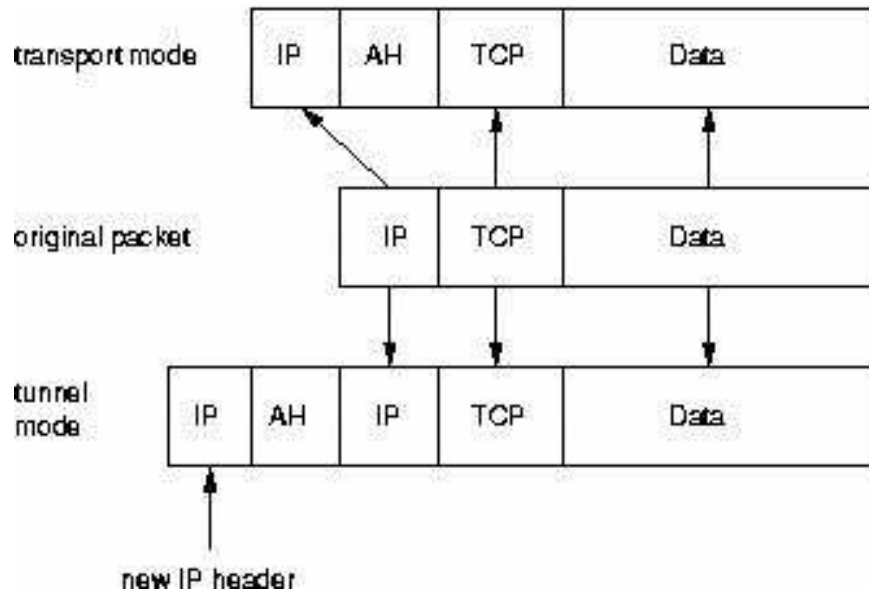 transport mode IP AH TCP Data
original packet IP TCP Data
tunnel
mode
IP AH IP TCP Data
new IP header